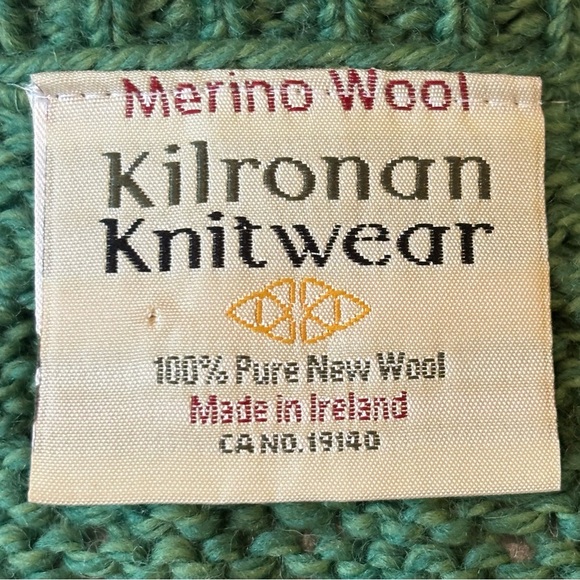 Merino Wool
Kilronan
Knitwear
100% Pure New Wool
Made in Ireland
CA NO. 19140